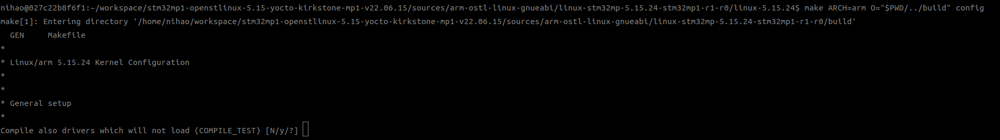 nihao@027c22b8f6f1:~/workspace/stm32mp1-openstlinux-5.15-yocto-kirkstone-mp1-v22.06.15/sources/arm-ostl-linux-gnueabi/linux-stm32mp-5.15.24-stm32mp1-r1-r0/linux-5.15.24$ make ARCH=arm O="$PWD/../build" config
make[1]: Entering directory '/home/nihao/workspace/stm32mp1-openstlinux-5.15-yocto-kirkstone-mp1-v22.06.15/sources/arm-ostl-linux-gnueabi/linux-stm32mp-5.15.24-stm32mp1-r1-r0/build'
  GEN     Makefile
*
* Linux/arm 5.15.24 Kernel Configuration
*
*
* General setup
*
Compile also drivers which will not load (COMPILE_TEST) [N/y/?]